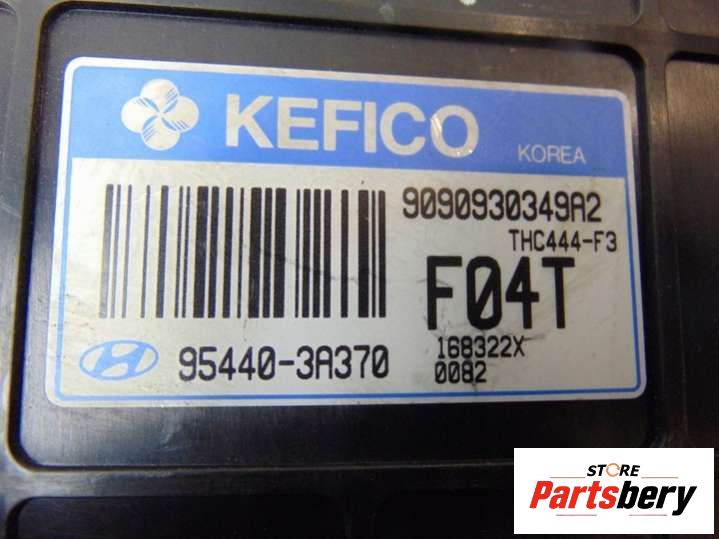 KEFICO
KOREA
9090930349A2
THC444-F3
F04T
168322X
0082
95440-3A370
STORE
Partsbery